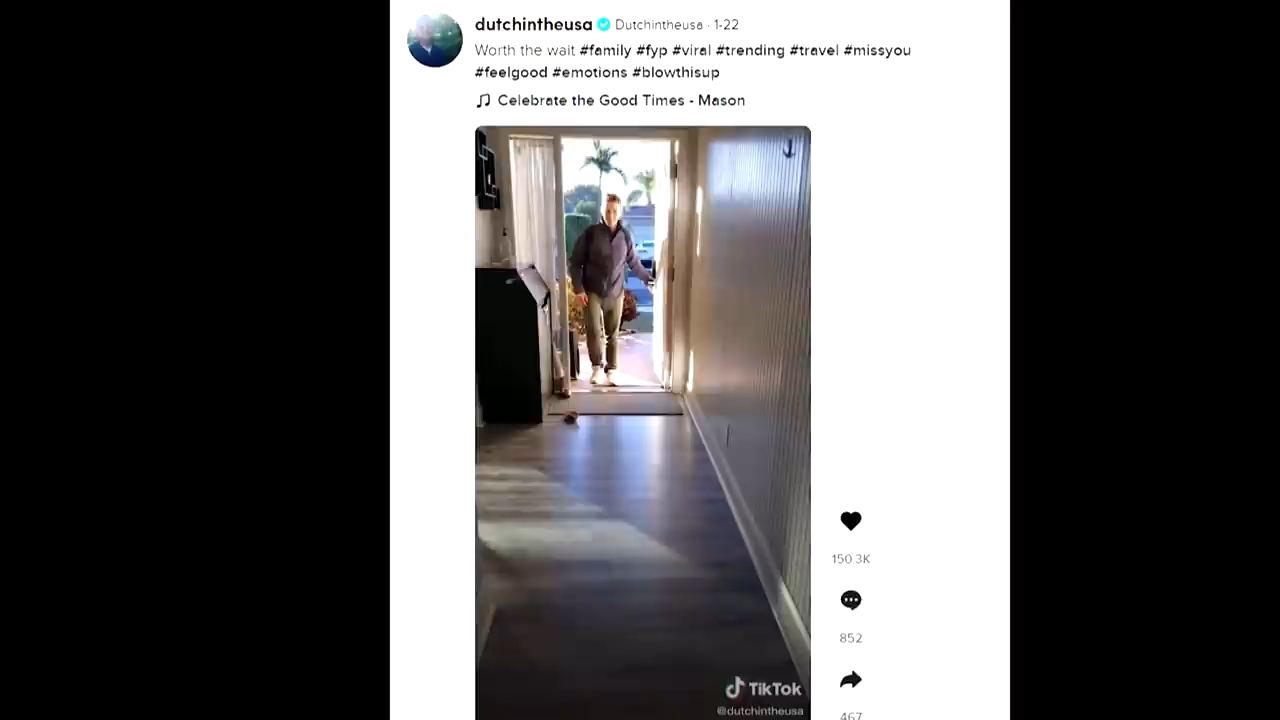 dutchintheusa Dutchintheusa · 1-22
Worth the wait #family #fyp #viral #trending #travel #missyou
#feelgood #emotions #blowthisup
Celebrate the Good Times - Mason
150.3K
852
467
TikTok
@dutchintheusa